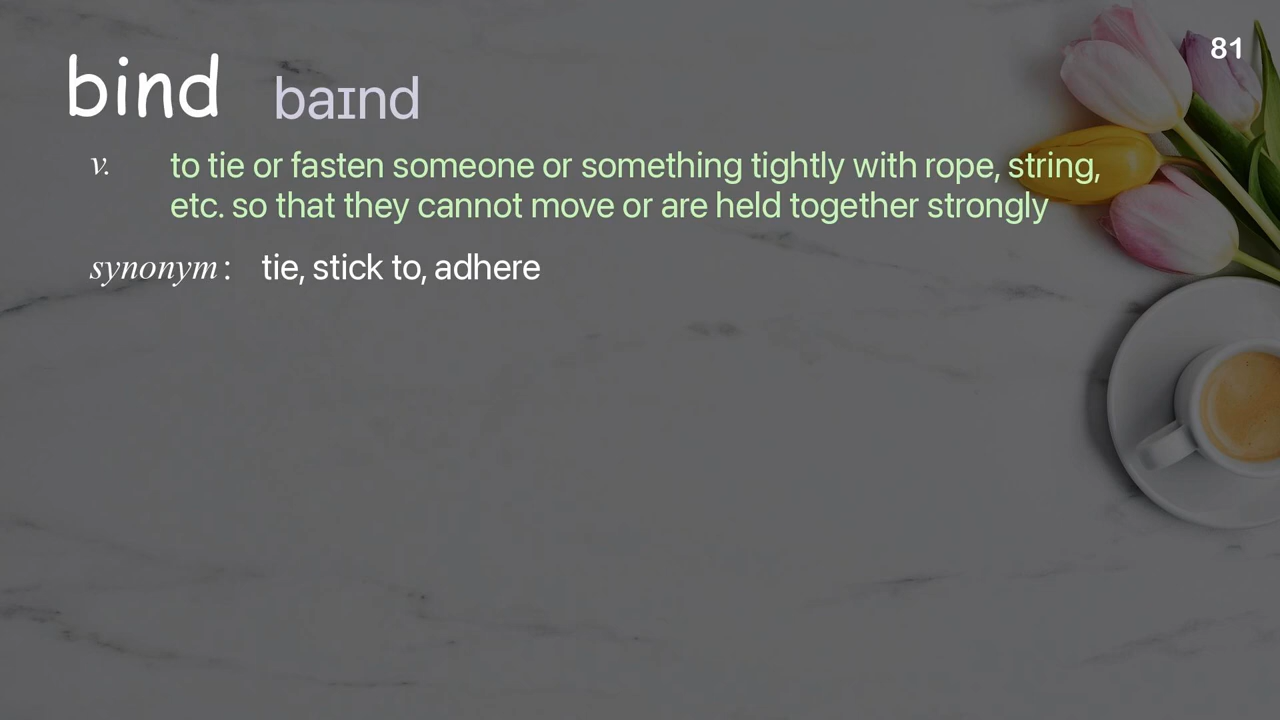 81
bind baɪnd
v. to tie or fasten someone or something tightly with rope, string,
etc. so that they cannot move or are held together strongly
synonym : tie, stick to, adhere